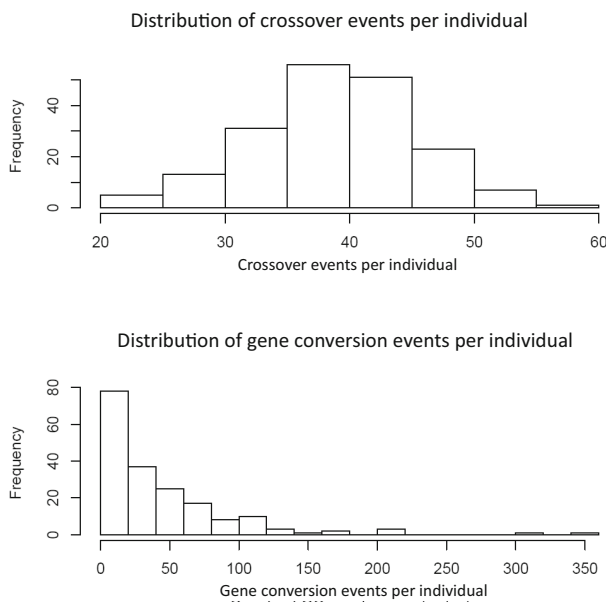 Distribution of crossover events per individual
Frequency
40
20
0
20 30 40 50 60
Crossover events per individual
Distribution of gene conversion events per individual
Frequency
80
60
40
20
0
0 50 100 150 200 250 300 350
Gene conversion events per individual